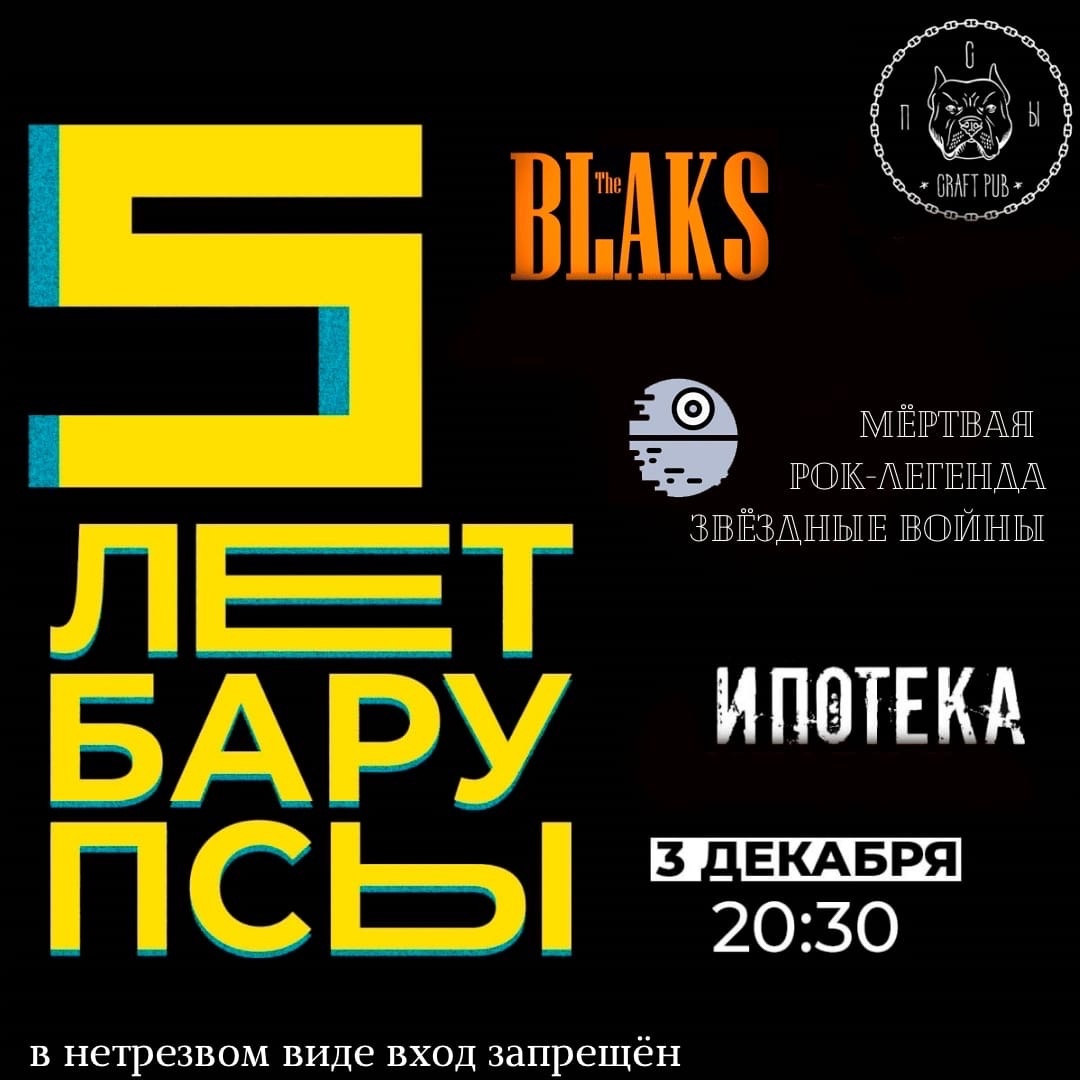 5
ЛЕТ
БАРУ
ПСЫ
The
BLAKS
П С Ы
* CRAFT PUB *
МЁРТВАЯ
РОК-ЛЕГЕНДА
ЗВЁЗДНЫЕ ВОЙНЫ
ИПОТЕКА
3 ДЕКАБРЯ
20:30
в нетрезвом виде вход запрещён